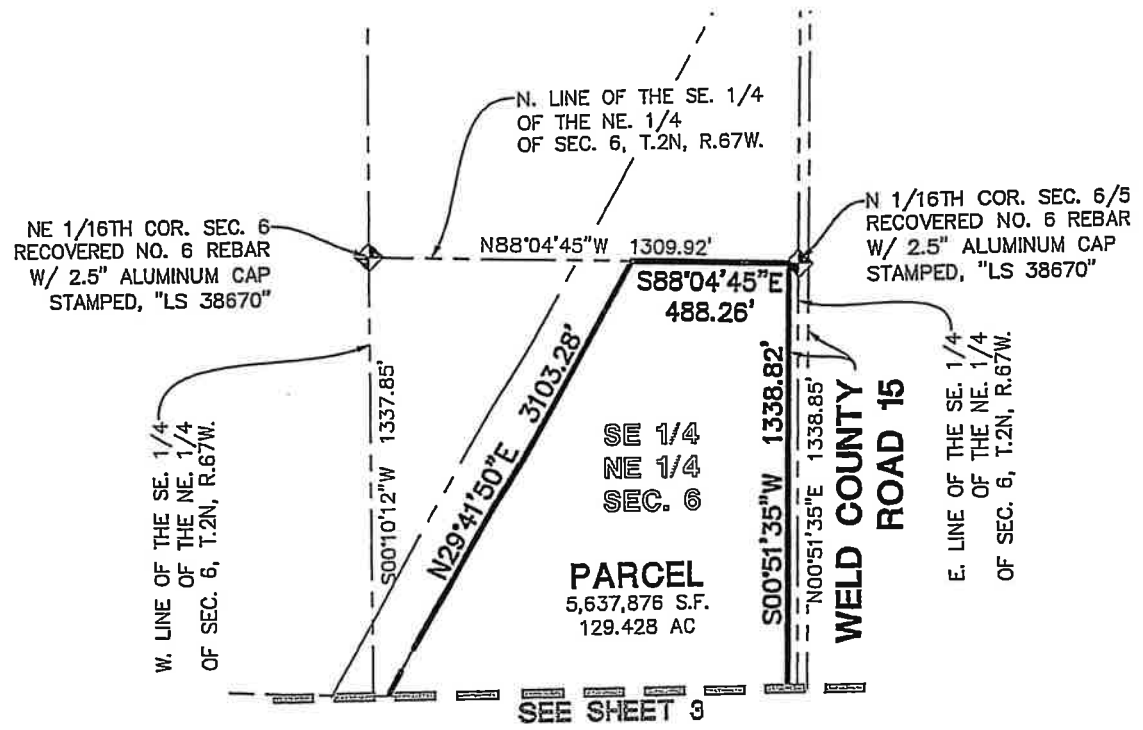 N. LINE OF THE SE. 1/4
OF THE NE. 1/4
OF SEC. 6, T.2N, R.67W.
NE 1/16TH COR. SEC. 6
RECOVERED NO. 6 REBAR
W/ 2.5" ALUMINUM CAP
STAMPED, "LS 38670"
N 1/16TH COR. SEC. 6/5
RECOVERED NO. 6 REBAR
W/ 2.5" ALUMINUM CAP
STAMPED, "LS 38670"
N88°04'45"W 1309.92'
S88°04'45"E
488.26'
W. LINE OF THE SE. 1/4
OF THE NE. 1/4
OF SEC. 6, T.2N, R.67W.
S00°10'12"W 1337.85'
N29°41'50"E 3103.28'
SE 1/4
NE 1/4
SEC. 6
PARCEL
5,637,876 S.F.
129.428 AC
S00°51'35"W 1338.82'
N00°51'35"E 1338.85'
WELD COUNTY
ROAD 15
E. LINE OF THE SE. 1/4
OF THE NE. 1/4
OF SEC. 6, T.2N, R.67W.
SEE SHEET 3